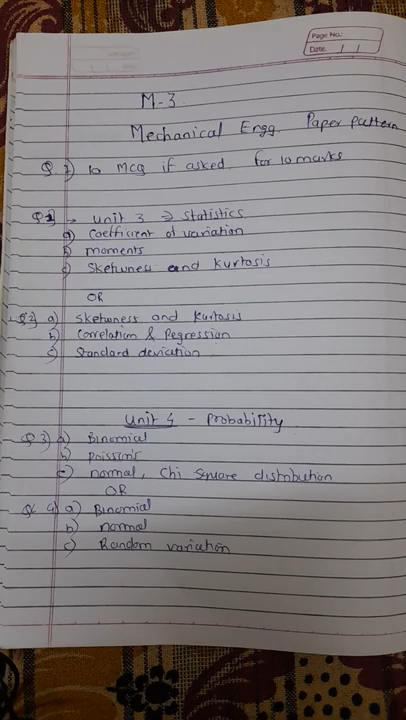 Page No.:
Date / /
M-3
Mechanical Engg. Paper pattern
Q 1) 10 mcq if asked for 10 marks
Q 2 → unit 3 ⇒ statistics
a) Coefficient of variation
b) moments
c) Skewness and kurtosis
OR
Q 2) a) Skewness and kurtosis
b) Correlation & Regression
c) Standard deviation
Unit 4 - Probability
Q 3) a) Binomial
b) poisson's
c) normal, Chi square distribution
OR
Q 4) a) Binomial
b) normal
c) Random variation